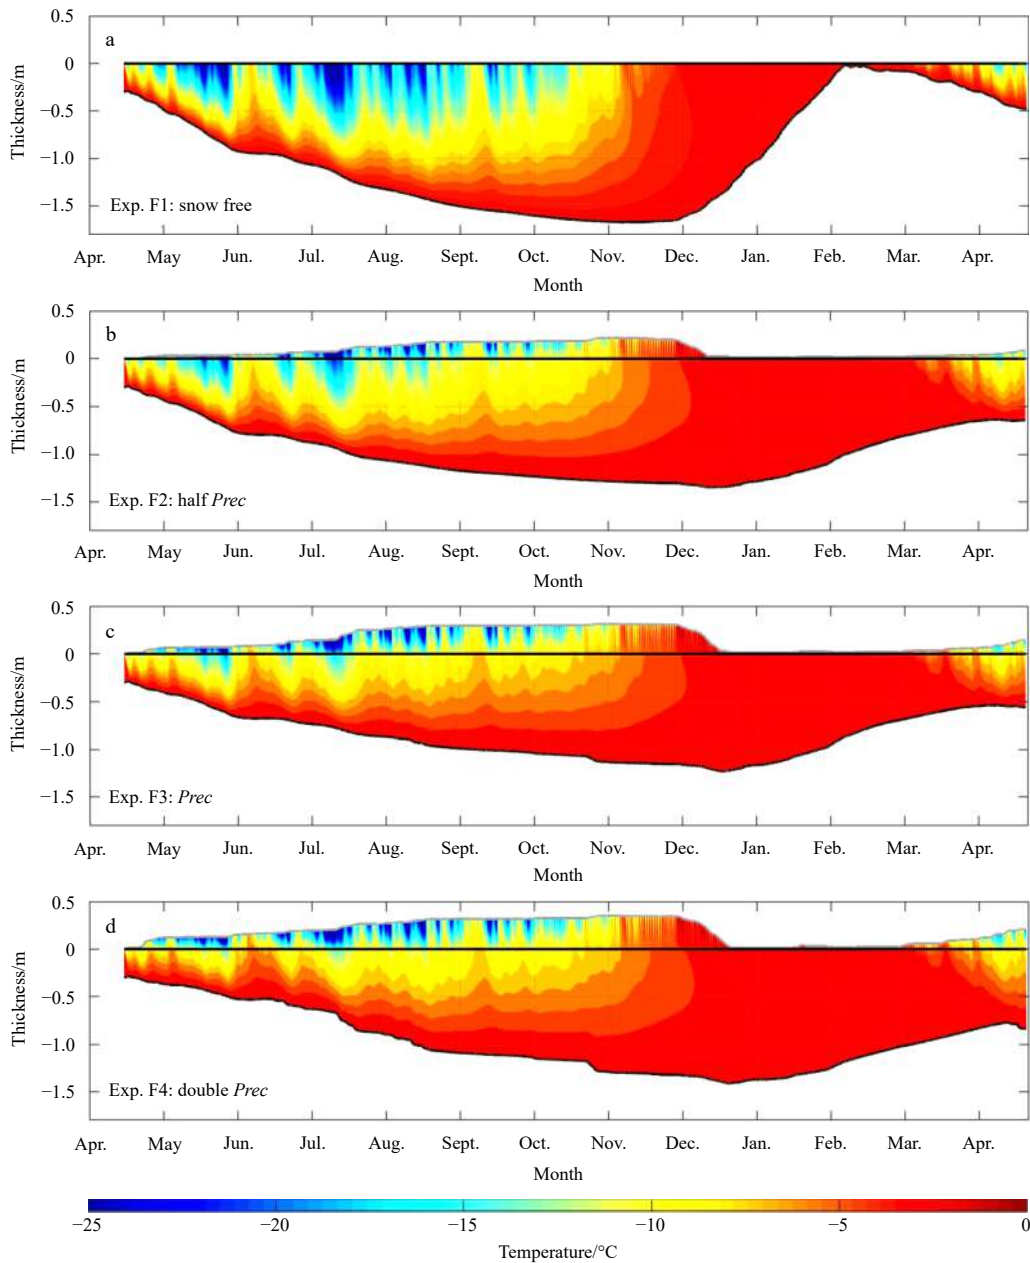 0.5
a
0
−0.5
−1.0
−1.5
Thickness/m
Exp. F1: snow free
Apr. May Jun. Jul. Aug. Sept. Oct. Nov. Dec. Jan. Feb. Mar. Apr.
Month
0.5
b
0
−0.5
−1.0
−1.5
Thickness/m
Exp. F2: half Prec
Apr. May Jun. Jul. Aug. Sept. Oct. Nov. Dec. Jan. Feb. Mar. Apr.
Month
0.5
c
0
−0.5
−1.0
−1.5
Thickness/m
Exp. F3: Prec
Apr. May Jun. Jul. Aug. Sept. Oct. Nov. Dec. Jan. Feb. Mar. Apr.
Month
0.5
d
0
−0.5
−1.0
−1.5
Thickness/m
Exp. F4: double Prec
Apr. May Jun. Jul. Aug. Sept. Oct. Nov. Dec. Jan. Feb. Mar. Apr.
Month
−25 −20 −15 −10 −5 0
Temperature/°C